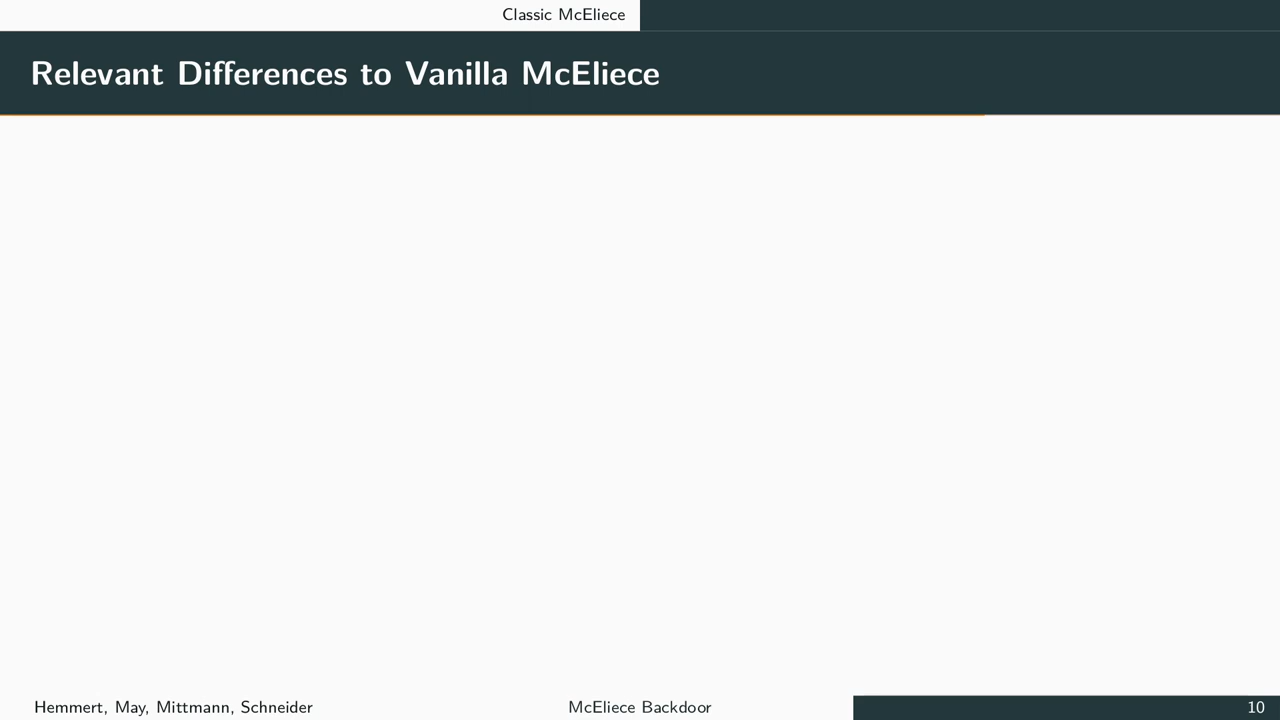 Classic McEliece
Relevant Differences to Vanilla McEliece
Hemmert, May, Mittmann, Schneider
McEliece Backdoor
10